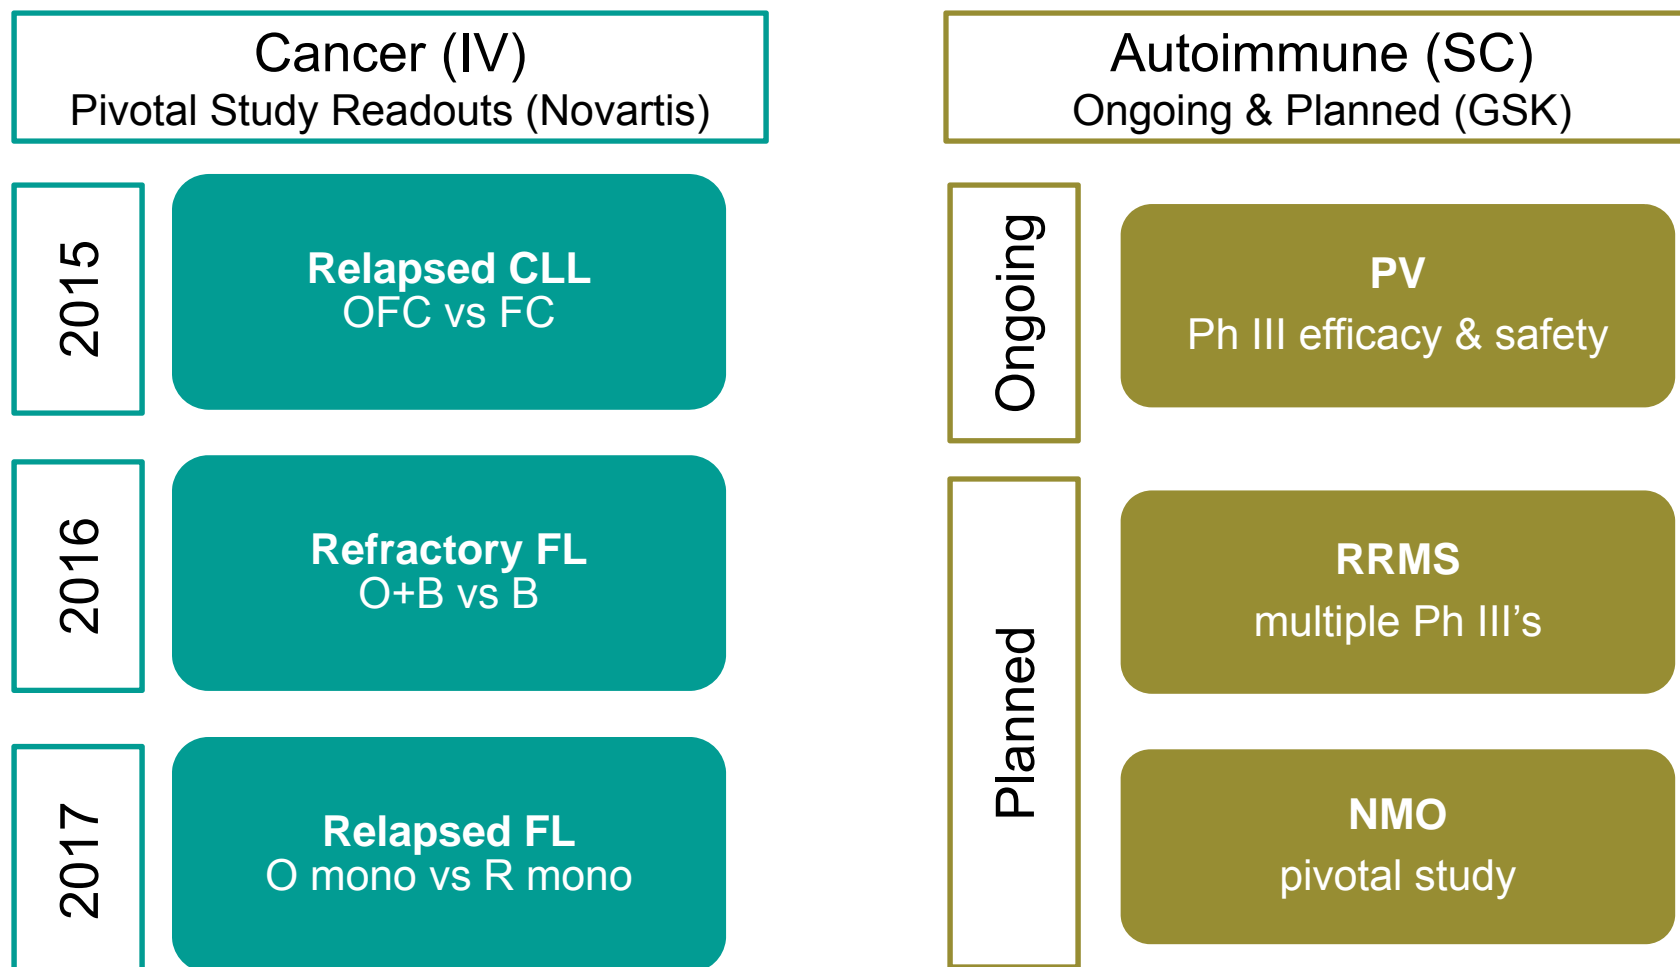 Cancer (IV)
Pivotal Study Readouts (Novartis)
2015
Relapsed CLL
OFC vs FC
2016
Refractory FL
O+B vs B
2017
Relapsed FL
O mono vs R mono
Autoimmune (SC)
Ongoing & Planned (GSK)
Ongoing
PV
Ph III efficacy & safety
Planned
RRMS
multiple Ph III’s
NMO
pivotal study